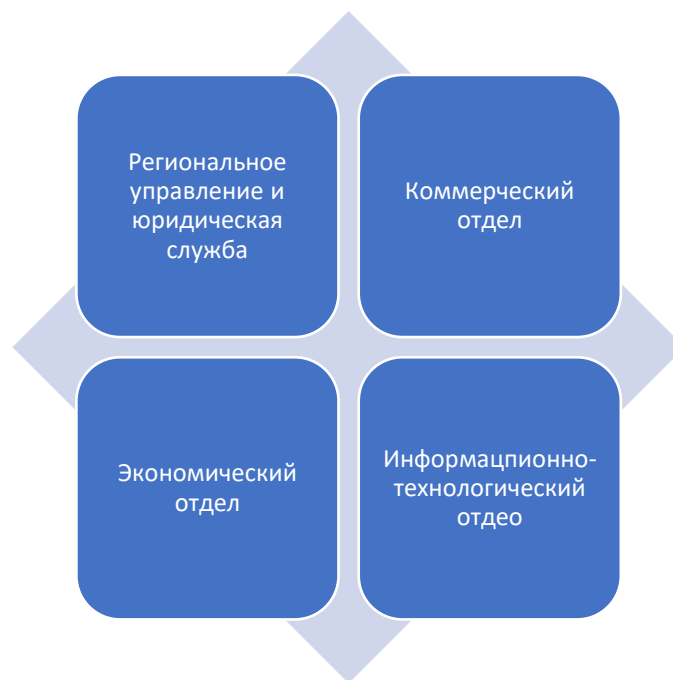 Региональное
управление и
юридическая
служба
Коммерческий
отдел
Экономический
отдел
Информацпионно-
технологический
отдео